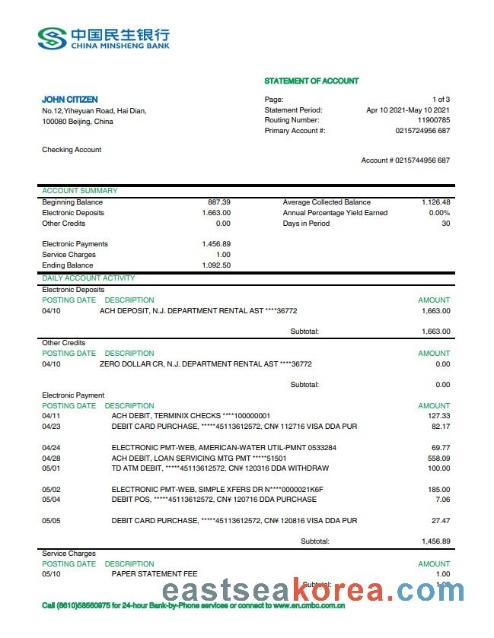 中国民生银行
CHINA MINSHENG BANK
STATEMENT OF ACCOUNT
JOHN CITIZEN
No.12,Yiheyuan Road, Hai Dian,
100080 Beijing, China
Page: 1 of 3
Statement Period: Apr 10 2021-May 10 2021
Routing Number: 11900785
Primary Account #: 0215724956 687
Checking Account
Account # 0215744956 687
ACCOUNT SUMMARY
Beginning Balance 887.39 Average Collected Balance 1.126.48
Electronic Deposits 1.663.00 Annual Percentage Yield Earned 0.00%
Other Credits 0.00 Days in Period 30
Electronic Payments 1.456.89
Service Charges 1.00
Ending Balance 1.092.50
DAILY ACCOUNT ACTIVITY
Electronic Deposits
POSTING DATE DESCRIPTION AMOUNT
04/10 ACH DEPOSIT, N.J. DEPARTMENT RENTAL AST ****36772 1,663.00
Subtotal: 1,663.00
Other Credits
POSTING DATE DESCRIPTION AMOUNT
04/10 ZERO DOLLAR CR, N.J. DEPARTMENT RENTAL AST ****36772 0.00
Subtotal: 0.00
Electronic Payment
POSTING DATE DESCRIPTION AMOUNT
04/11 ACH DEBIT, TERMINIX CHECKS ****100000001 127.33
04/23 DEBIT CARD PURCHASE, *****45113612572, CN¥ 112716 VISA DDA PUR 82.17
04/24 ELECTRONIC PMT-WEB, AMERICAN-WATER UTIL-PMNT 0533284 69.77
04/28 ACH DEBIT, LOAN SERVICING MTG PMT *****51501 558.09
05/01 TD ATM DEBIT, *****45113612572, CN¥ 120316 DDA WITHDRAW 100.00
05/02 ELECTRONIC PMT-WEB, SIMPLE XFERS DR N****0000021K6F 185.00
05/04 DEBIT POS, *****45113612572, CN¥ 120716 DDA PURCHASE 7.06
05/05 DEBIT CARD PURCHASE, *****45113612572, CN¥ 120816 VISA DDA PUR 27.47
Subtotal: 1,456.89
Service Charges
POSTING DATE DESCRIPTION AMOUNT
05/10 PAPER STATEMENT FEE 1.00
Subtotal: 1.00
eastseakorea.com
Call (8610)58560975 for 24-hour Bank-by-Phone services or connect to www.en.cmbc.com.cn